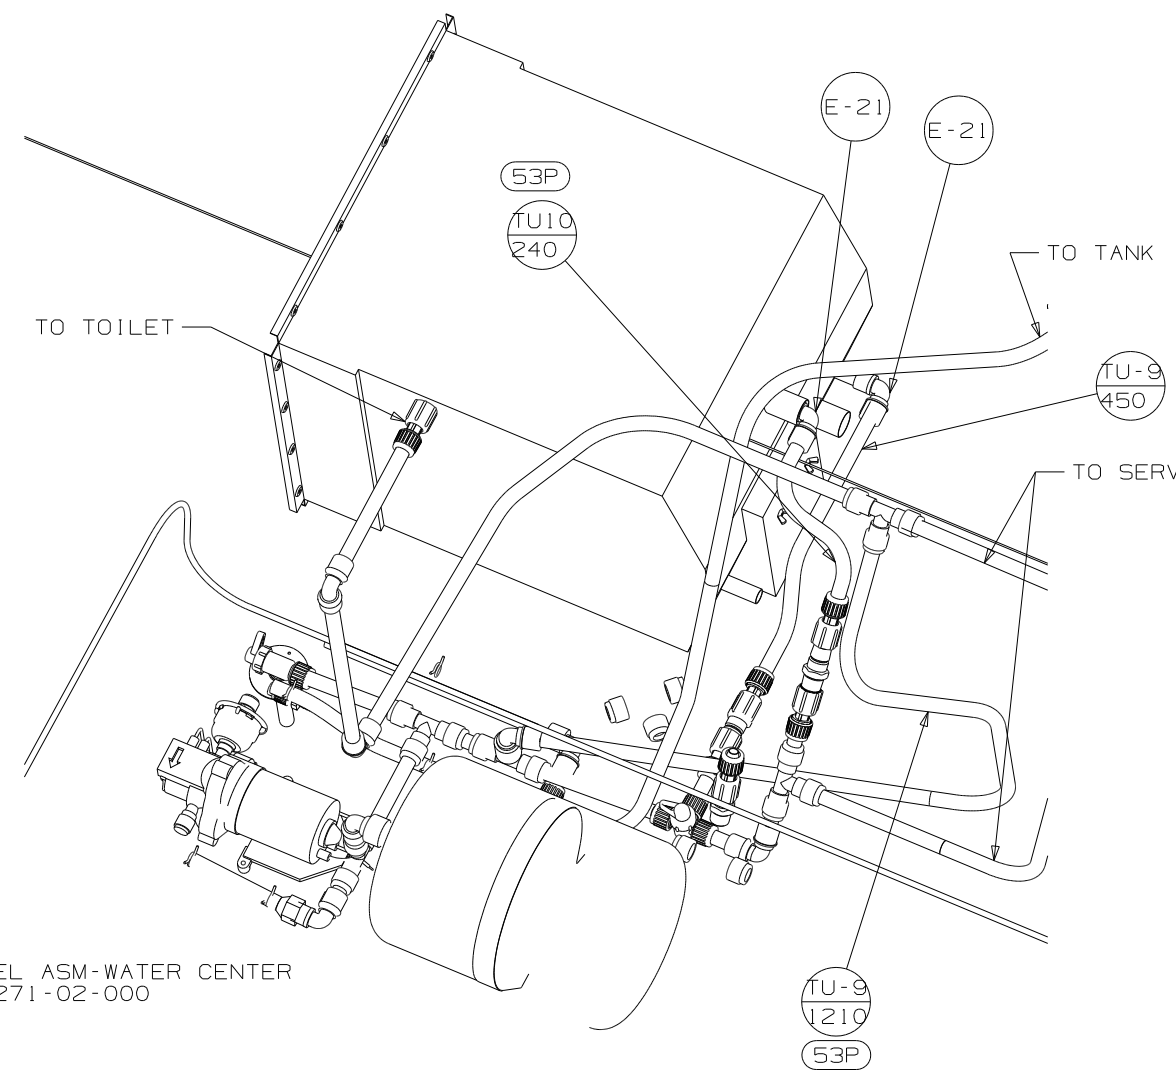 E-21
E-21
53P
TU10
240
TO TANK
TO TOILET
TU-9
450
TO SERV
EL ASM-WATER CENTER
271-02-000
TU-9
1210
53P